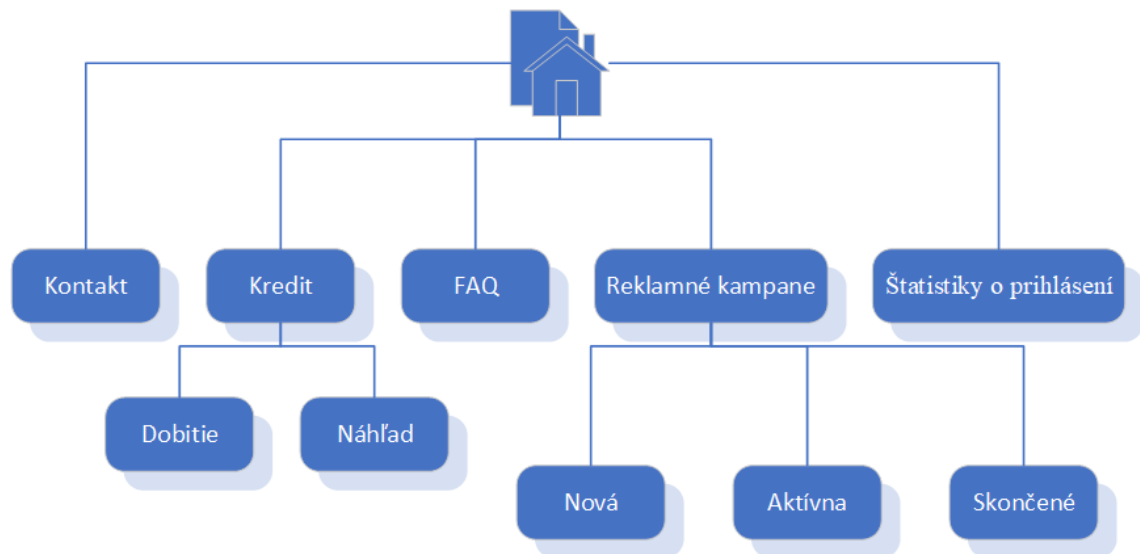 Kontakt
Kredit
FAQ
Reklamné kampane
Štatistiky o prihlásení
Dobitie
Náhľad
Nová
Aktívna
Skončené